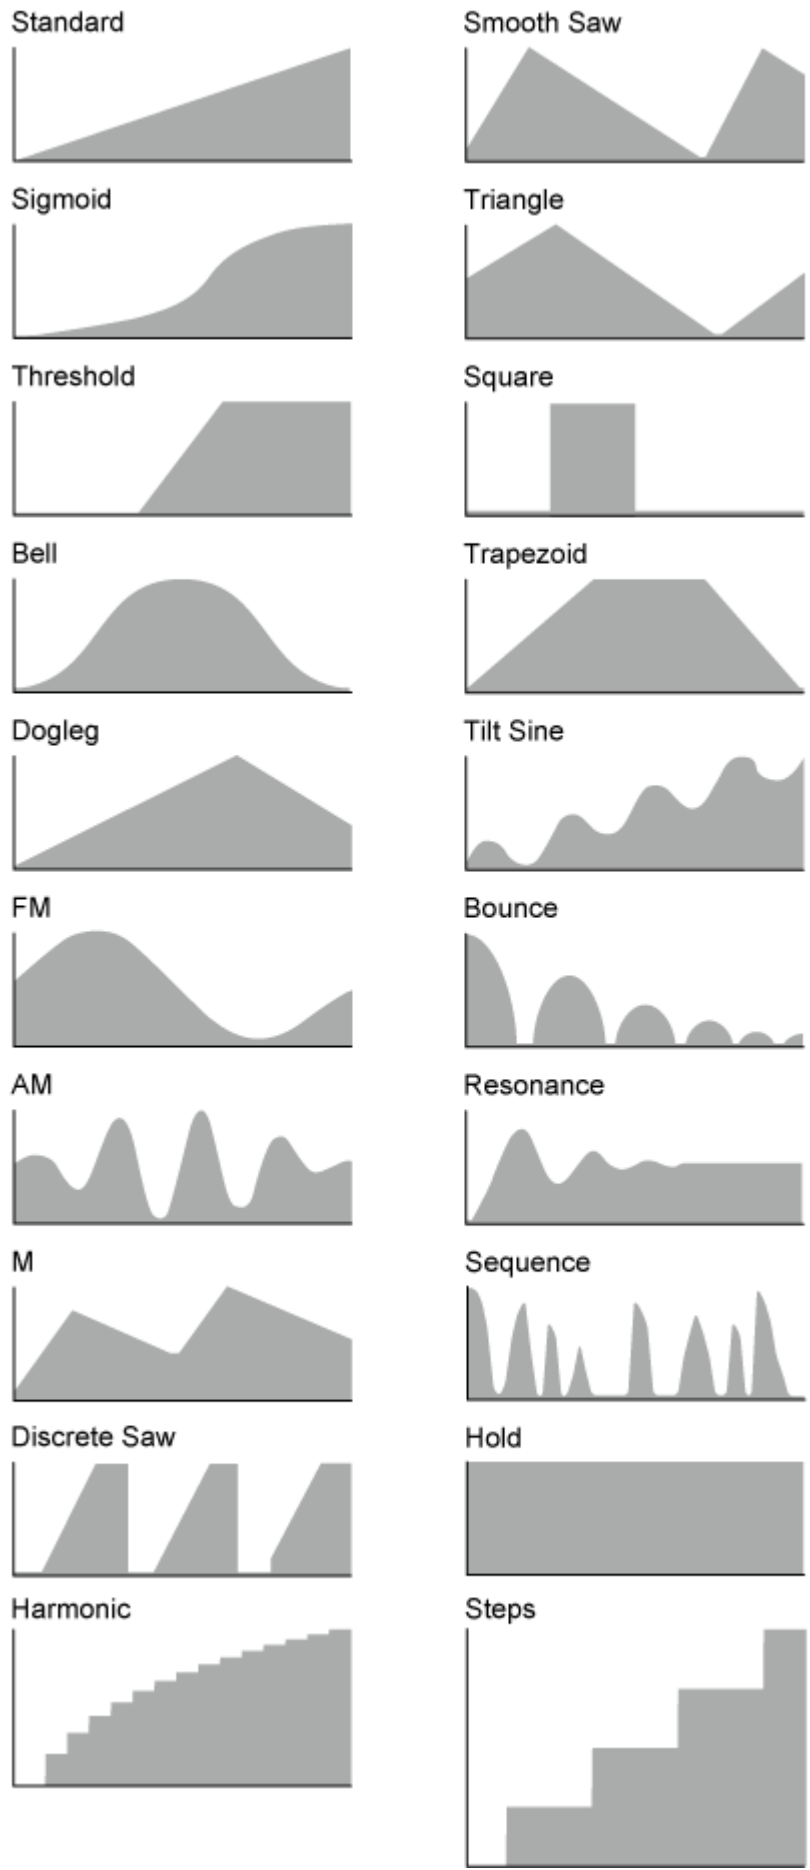 Standard
Smooth Saw
Sigmoid
Triangle
Threshold
Square
Bell
Trapezoid
Dogleg
Tilt Sine
FM
Bounce
AM
Resonance
M
Sequence
Discrete Saw
Hold
Harmonic
Steps